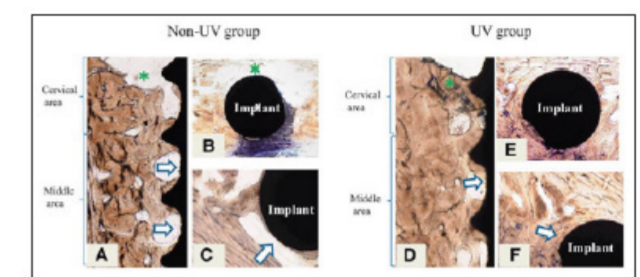 Non-UV group
UV group
Cervical
area
Middle
area
A
B
Implant
C
Implant
Cervical
area
Middle
area
D
E
Implant
F
Implant